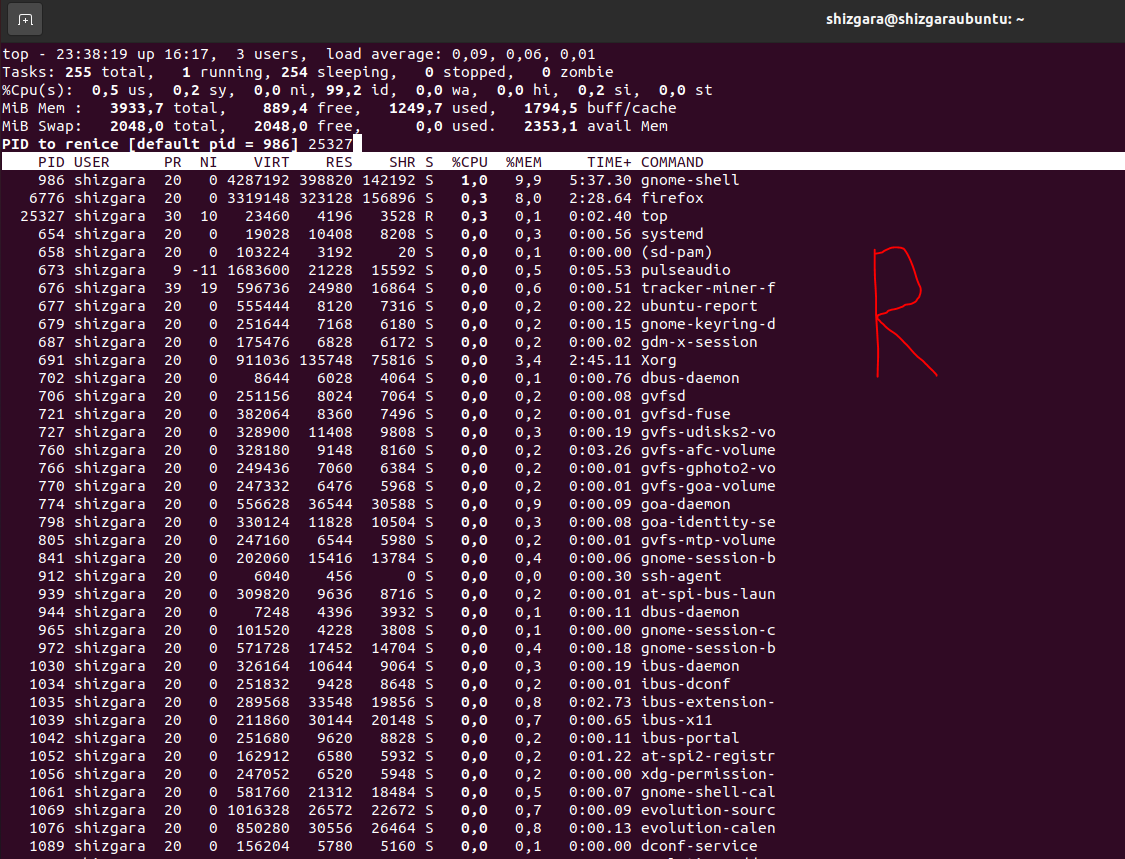 shizgara@shizgaraubuntu: ~
top - 23:38:19 up 16:17,  3 users,  load average: 0,09, 0,06, 0,01
Tasks: 255 total,   1 running, 254 sleeping,   0 stopped,   0 zombie
%Cpu(s):  0,5 us,  0,2 sy,  0,0 ni, 99,2 id,  0,0 wa,  0,0 hi,  0,2 si,  0,0 st
MiB Mem :   3933,7 total,    889,4 free,   1249,7 used,   1794,5 buff/cache
MiB Swap:   2048,0 total,   2048,0 free,      0,0 used.   2353,1 avail Mem
PID to renice [default pid = 986] 25327
PID USER PR NI VIRT RES SHR S %CPU %MEM TIME+ COMMAND
986 shizgara 20 0 4287192 398820 142192 S 1,0 9,9 5:37.30 gnome-shell
6776 shizgara 20 0 3319148 323128 156896 S 0,3 8,0 2:28.64 firefox
25327 shizgara 30 10 23460 4196 3528 R 0,3 0,1 0:02.40 top
654 shizgara 20 0 19028 10408 8208 S 0,0 0,3 0:00.56 systemd
658 shizgara 20 0 103224 3192 20 S 0,0 0,1 0:00.00 (sd-pam)
673 shizgara 9 -11 1683600 21228 15592 S 0,0 0,5 0:05.53 pulseaudio
676 shizgara 39 19 596736 24980 16864 S 0,0 0,6 0:00.51 tracker-miner-f
677 shizgara 20 0 555444 8120 7316 S 0,0 0,2 0:00.22 ubuntu-report
679 shizgara 20 0 251644 7168 6180 S 0,0 0,2 0:00.15 gnome-keyring-d
687 shizgara 20 0 175476 6828 6172 S 0,0 0,2 0:00.02 gdm-x-session
691 shizgara 20 0 911036 135748 75816 S 0,0 3,4 2:45.11 Xorg
702 shizgara 20 0 8644 6028 4064 S 0,0 0,1 0:00.76 dbus-daemon
706 shizgara 20 0 251156 8024 7064 S 0,0 0,2 0:00.08 gvfsd
721 shizgara 20 0 382064 8360 7496 S 0,0 0,2 0:00.01 gvfsd-fuse
727 shizgara 20 0 328900 11408 9808 S 0,0 0,3 0:00.19 gvfs-udisks2-vo
760 shizgara 20 0 328180 9148 8160 S 0,0 0,2 0:03.26 gvfs-afc-volume
766 shizgara 20 0 249436 7060 6384 S 0,0 0,2 0:00.01 gvfs-gphoto2-vo
770 shizgara 20 0 247332 6476 5968 S 0,0 0,2 0:00.01 gvfs-goa-volume
774 shizgara 20 0 556628 36544 30588 S 0,0 0,9 0:00.09 goa-daemon
798 shizgara 20 0 330124 11828 10504 S 0,0 0,3 0:00.08 goa-identity-se
805 shizgara 20 0 247160 6544 5980 S 0,0 0,2 0:00.01 gvfs-mtp-volume
841 shizgara 20 0 202060 15416 13784 S 0,0 0,4 0:00.06 gnome-session-b
912 shizgara 20 0 6040 456 0 S 0,0 0,0 0:00.30 ssh-agent
939 shizgara 20 0 309820 9636 8716 S 0,0 0,2 0:00.01 at-spi-bus-laun
944 shizgara 20 0 7248 4396 3932 S 0,0 0,1 0:00.11 dbus-daemon
965 shizgara 20 0 101520 4228 3808 S 0,0 0,1 0:00.00 gnome-session-c
972 shizgara 20 0 571728 17452 14704 S 0,0 0,4 0:00.18 gnome-session-b
1030 shizgara 20 0 326164 10644 9064 S 0,0 0,3 0:00.19 ibus-daemon
1034 shizgara 20 0 251832 9428 8648 S 0,0 0,2 0:00.01 ibus-dconf
1035 shizgara 20 0 289568 33548 19856 S 0,0 0,8 0:02.73 ibus-extension-
1039 shizgara 20 0 211860 30144 20148 S 0,0 0,7 0:00.65 ibus-x11
1042 shizgara 20 0 251680 9620 8828 S 0,0 0,2 0:00.11 ibus-portal
1052 shizgara 20 0 162912 6580 5932 S 0,0 0,2 0:01.22 at-spi2-registr
1056 shizgara 20 0 247052 6520 5948 S 0,0 0,2 0:00.00 xdg-permission-
1061 shizgara 20 0 581760 21312 18484 S 0,0 0,5 0:00.07 gnome-shell-cal
1069 shizgara 20 0 1016328 26572 22672 S 0,0 0,7 0:00.09 evolution-sourc
1076 shizgara 20 0 850280 30556 26464 S 0,0 0,8 0:00.13 evolution-calen
1089 shizgara 20 0 156204 5780 5160 S 0,0 0,1 0:00.00 dconf-service
R